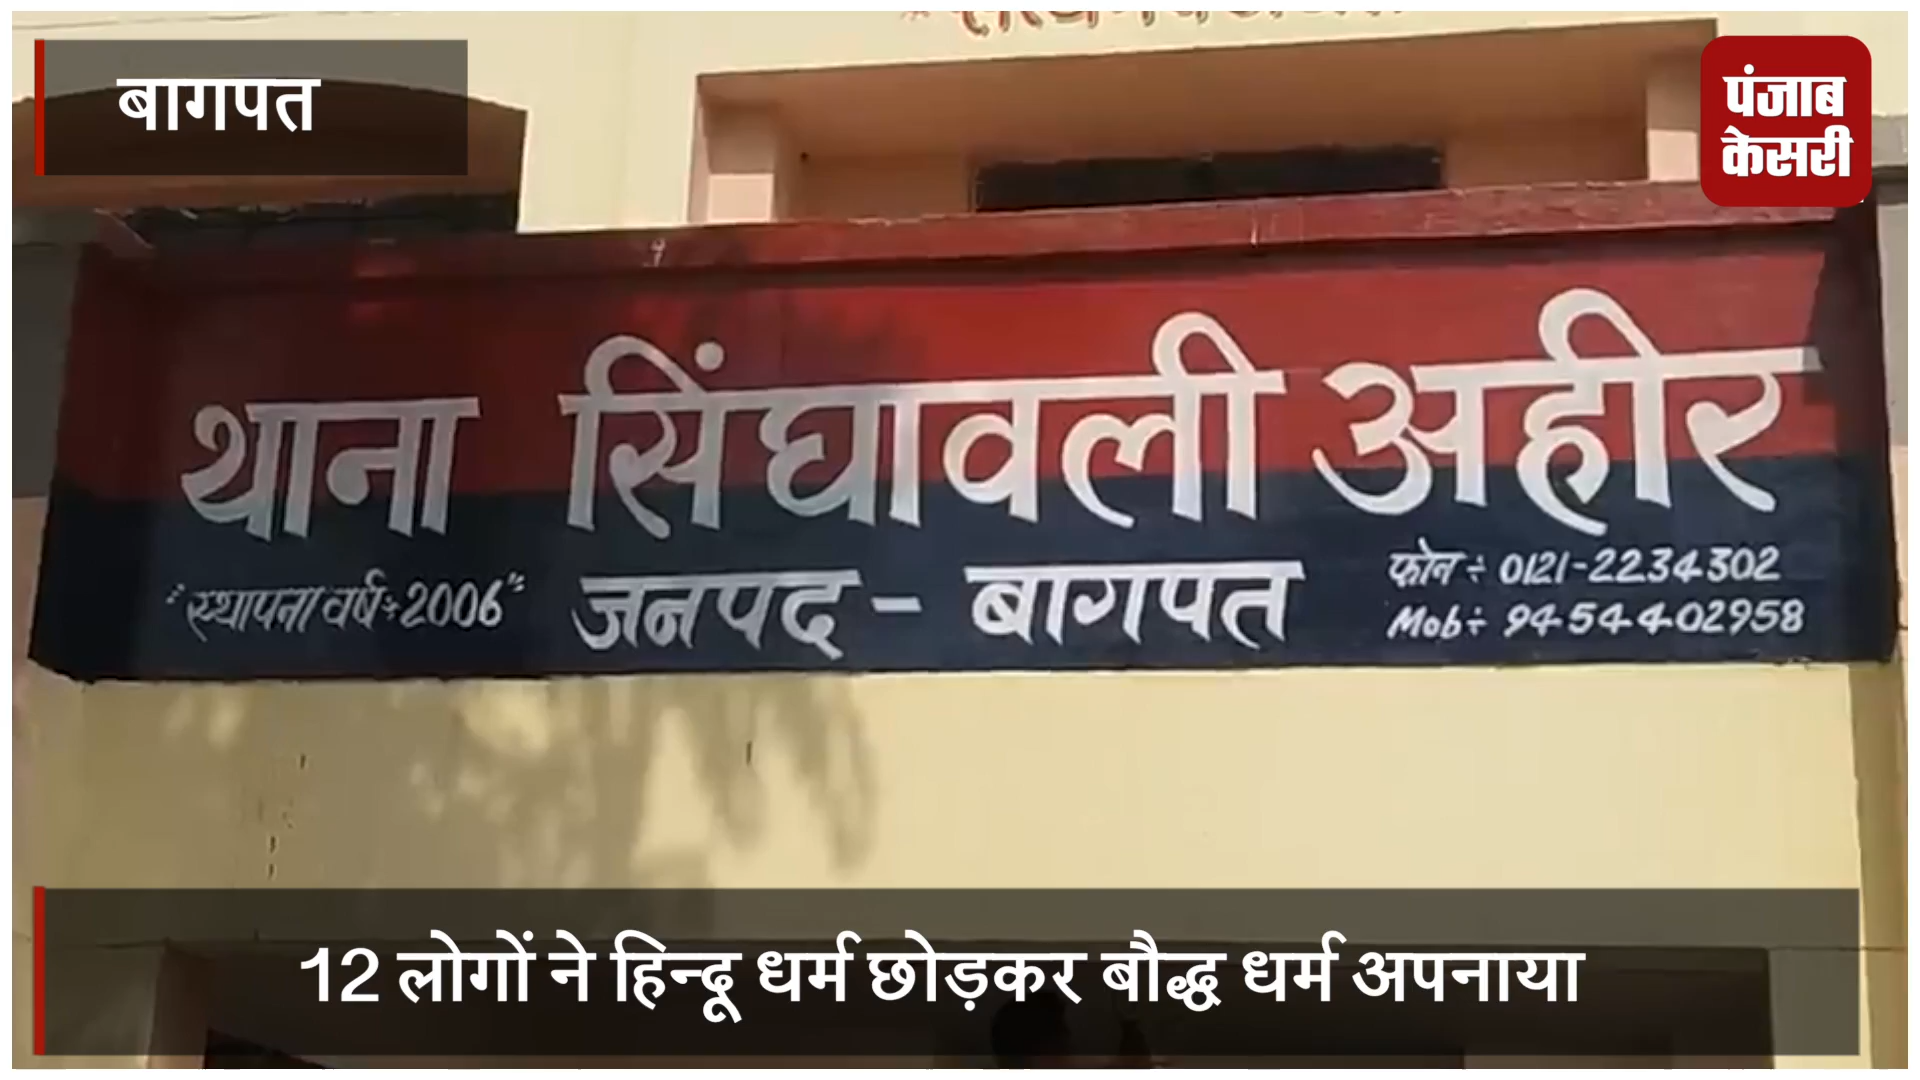 बागपत
पंजाब
केसरी
थाना सिंघावली अहीर
"स्थापना वर्ष÷2006"
जनपद - बागपत
फोन÷ 0121-2234302
Mob÷ 9454402958
12 लोगों ने हिन्दू धर्म छोड़कर बौद्ध धर्म अपनाया